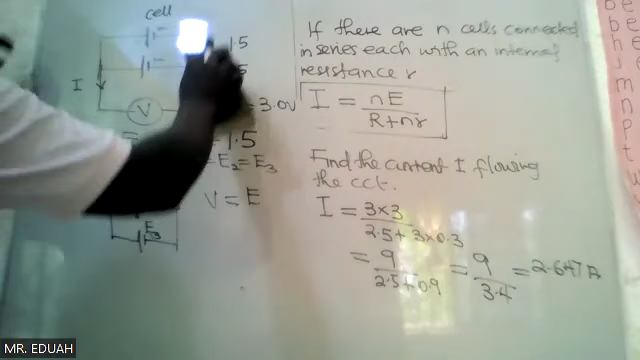 cell
1.5
I
V
= 3.0V
= 1.5
= E2 = E3
V = E
E3
If there are n cells connected
in series each with an internal
resistance r
I = nE / R+nr
Find the current I flowing
the cct.
I = 3×3 / 2.5+3×0.3
= 9 / 2.5+0.9 = 9 / 3.4 = 2.647A
MR. EDUAH